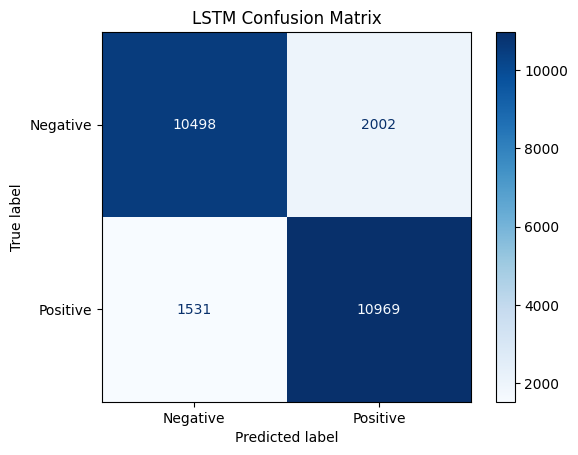 LSTM Confusion Matrix
True label
Negative
10498
2002
Positive
1531
10969
Negative
Positive
Predicted label
10000
8000
6000
4000
2000